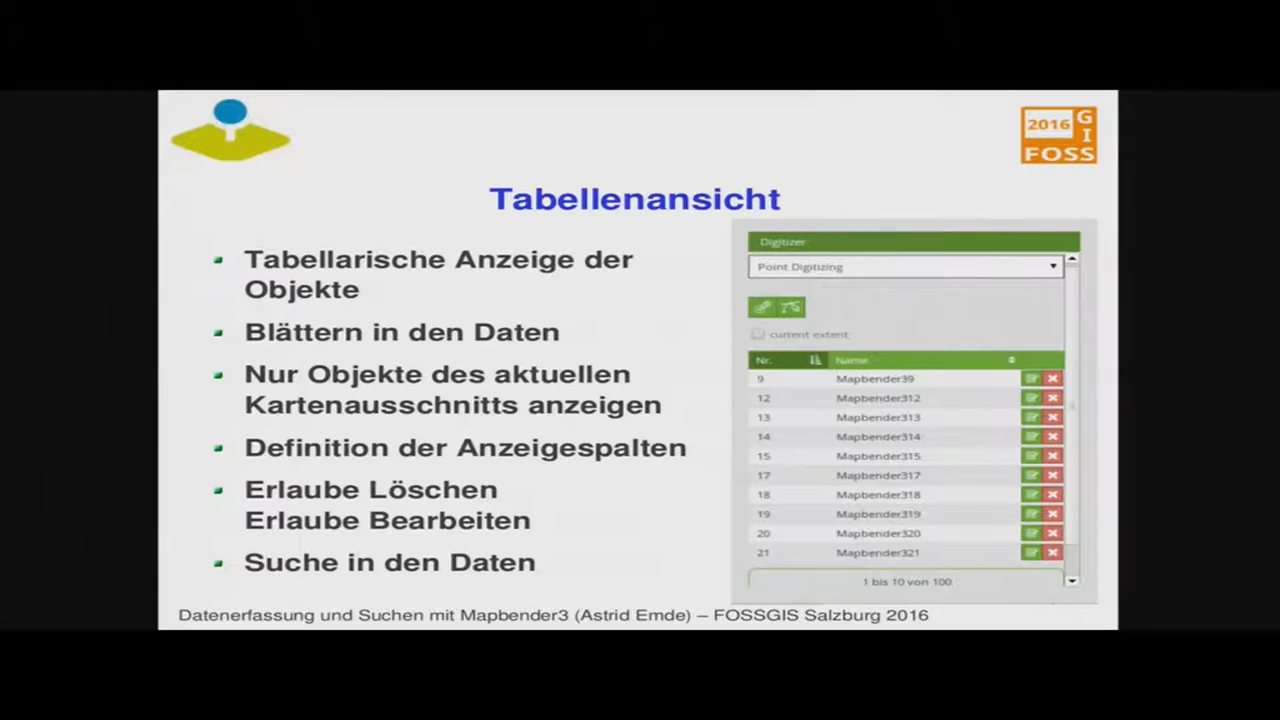 2016
G
I
FOSS
Tabellenansicht
Tabellarische Anzeige der
Objekte
Blättern in den Daten
Nur Objekte des aktuellen
Kartenausschnitts anzeigen
Definition der Anzeigespalten
Erlaube Löschen
Erlaube Bearbeiten
Suche in den Daten
Digitizer
Point Digitizing
current extent
Nr. Name
9 Mapbender39
12 Mapbender312
13 Mapbender313
14 Mapbender314
15 Mapbender315
17 Mapbender317
18 Mapbender318
19 Mapbender319
20 Mapbender320
21 Mapbender321
1 bis 10 von 100
Datenerfassung und Suchen mit Mapbender3 (Astrid Emde) – FOSSGIS Salzburg 2016